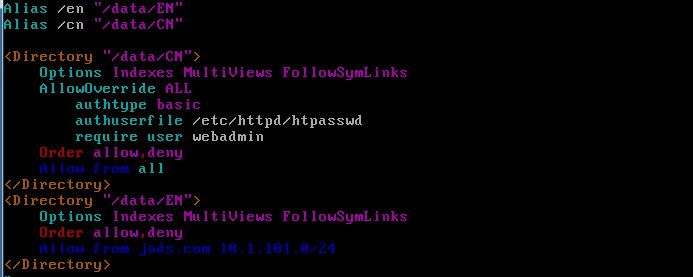 Alias /en "/data/EN"
Alias /cn "/data/CN"
<Directory "/data/CN">
    Options Indexes MultiViews FollowSymLinks
    AllowOverride ALL
        authtype basic
        authuserfile /etc/httpd/htpasswd
        require user webadmin
    Order allow,deny
    Allow from all
</Directory>
<Directory "/data/EN">
    Options Indexes MultiViews FollowSymLinks
    Order allow,deny
    Allow from juds.com 10.1.101.0/24
</Directory>